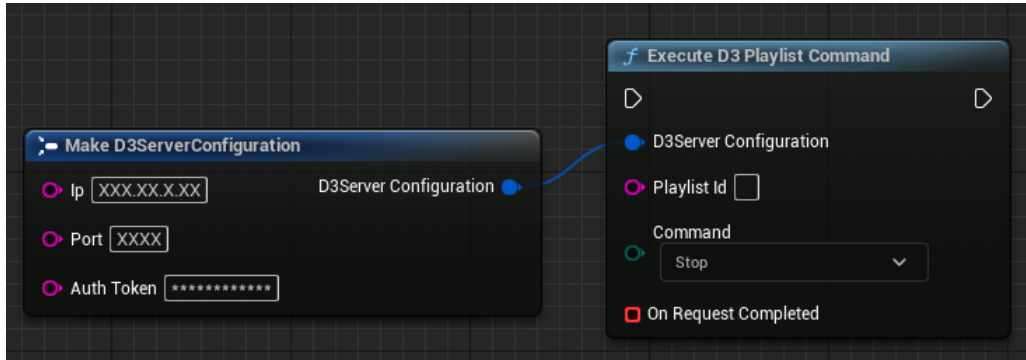 Make D3ServerConfiguration
Ip XXX.XX.X.XX
D3Server Configuration
Port XXXX
Auth Token ************
f Execute D3 Playlist Command
D3Server Configuration
Playlist Id
Command
Stop
On Request Completed